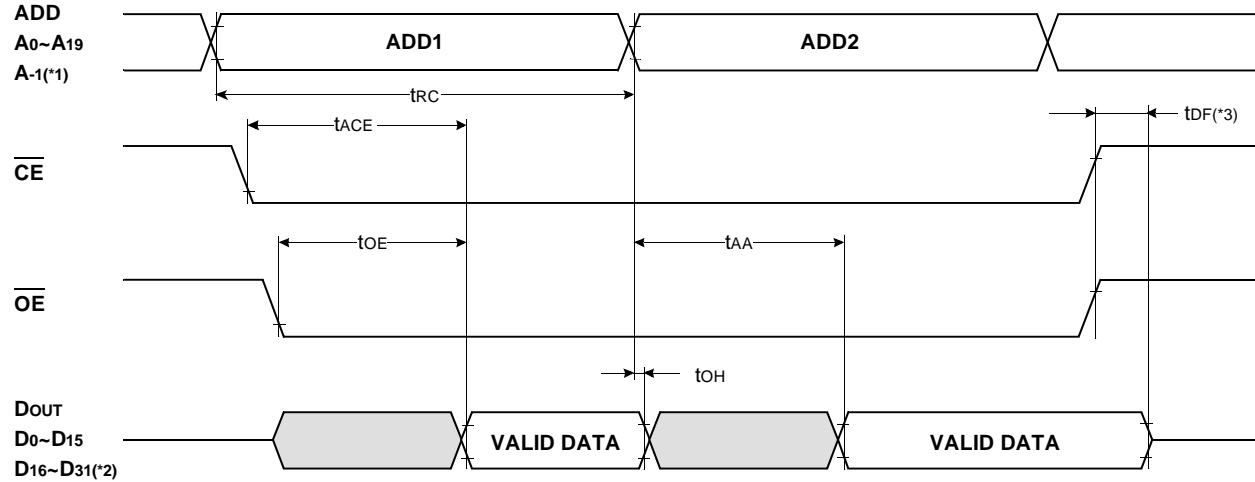 ADD
A0~A19
A-1(*1)
ADD1
ADD2
tRC
tACE
tDF(*3)
CE
tOE
tAA
OE
tOH
DOUT
D0~D15
D16~D31(*2)
VALID DATA
VALID DATA